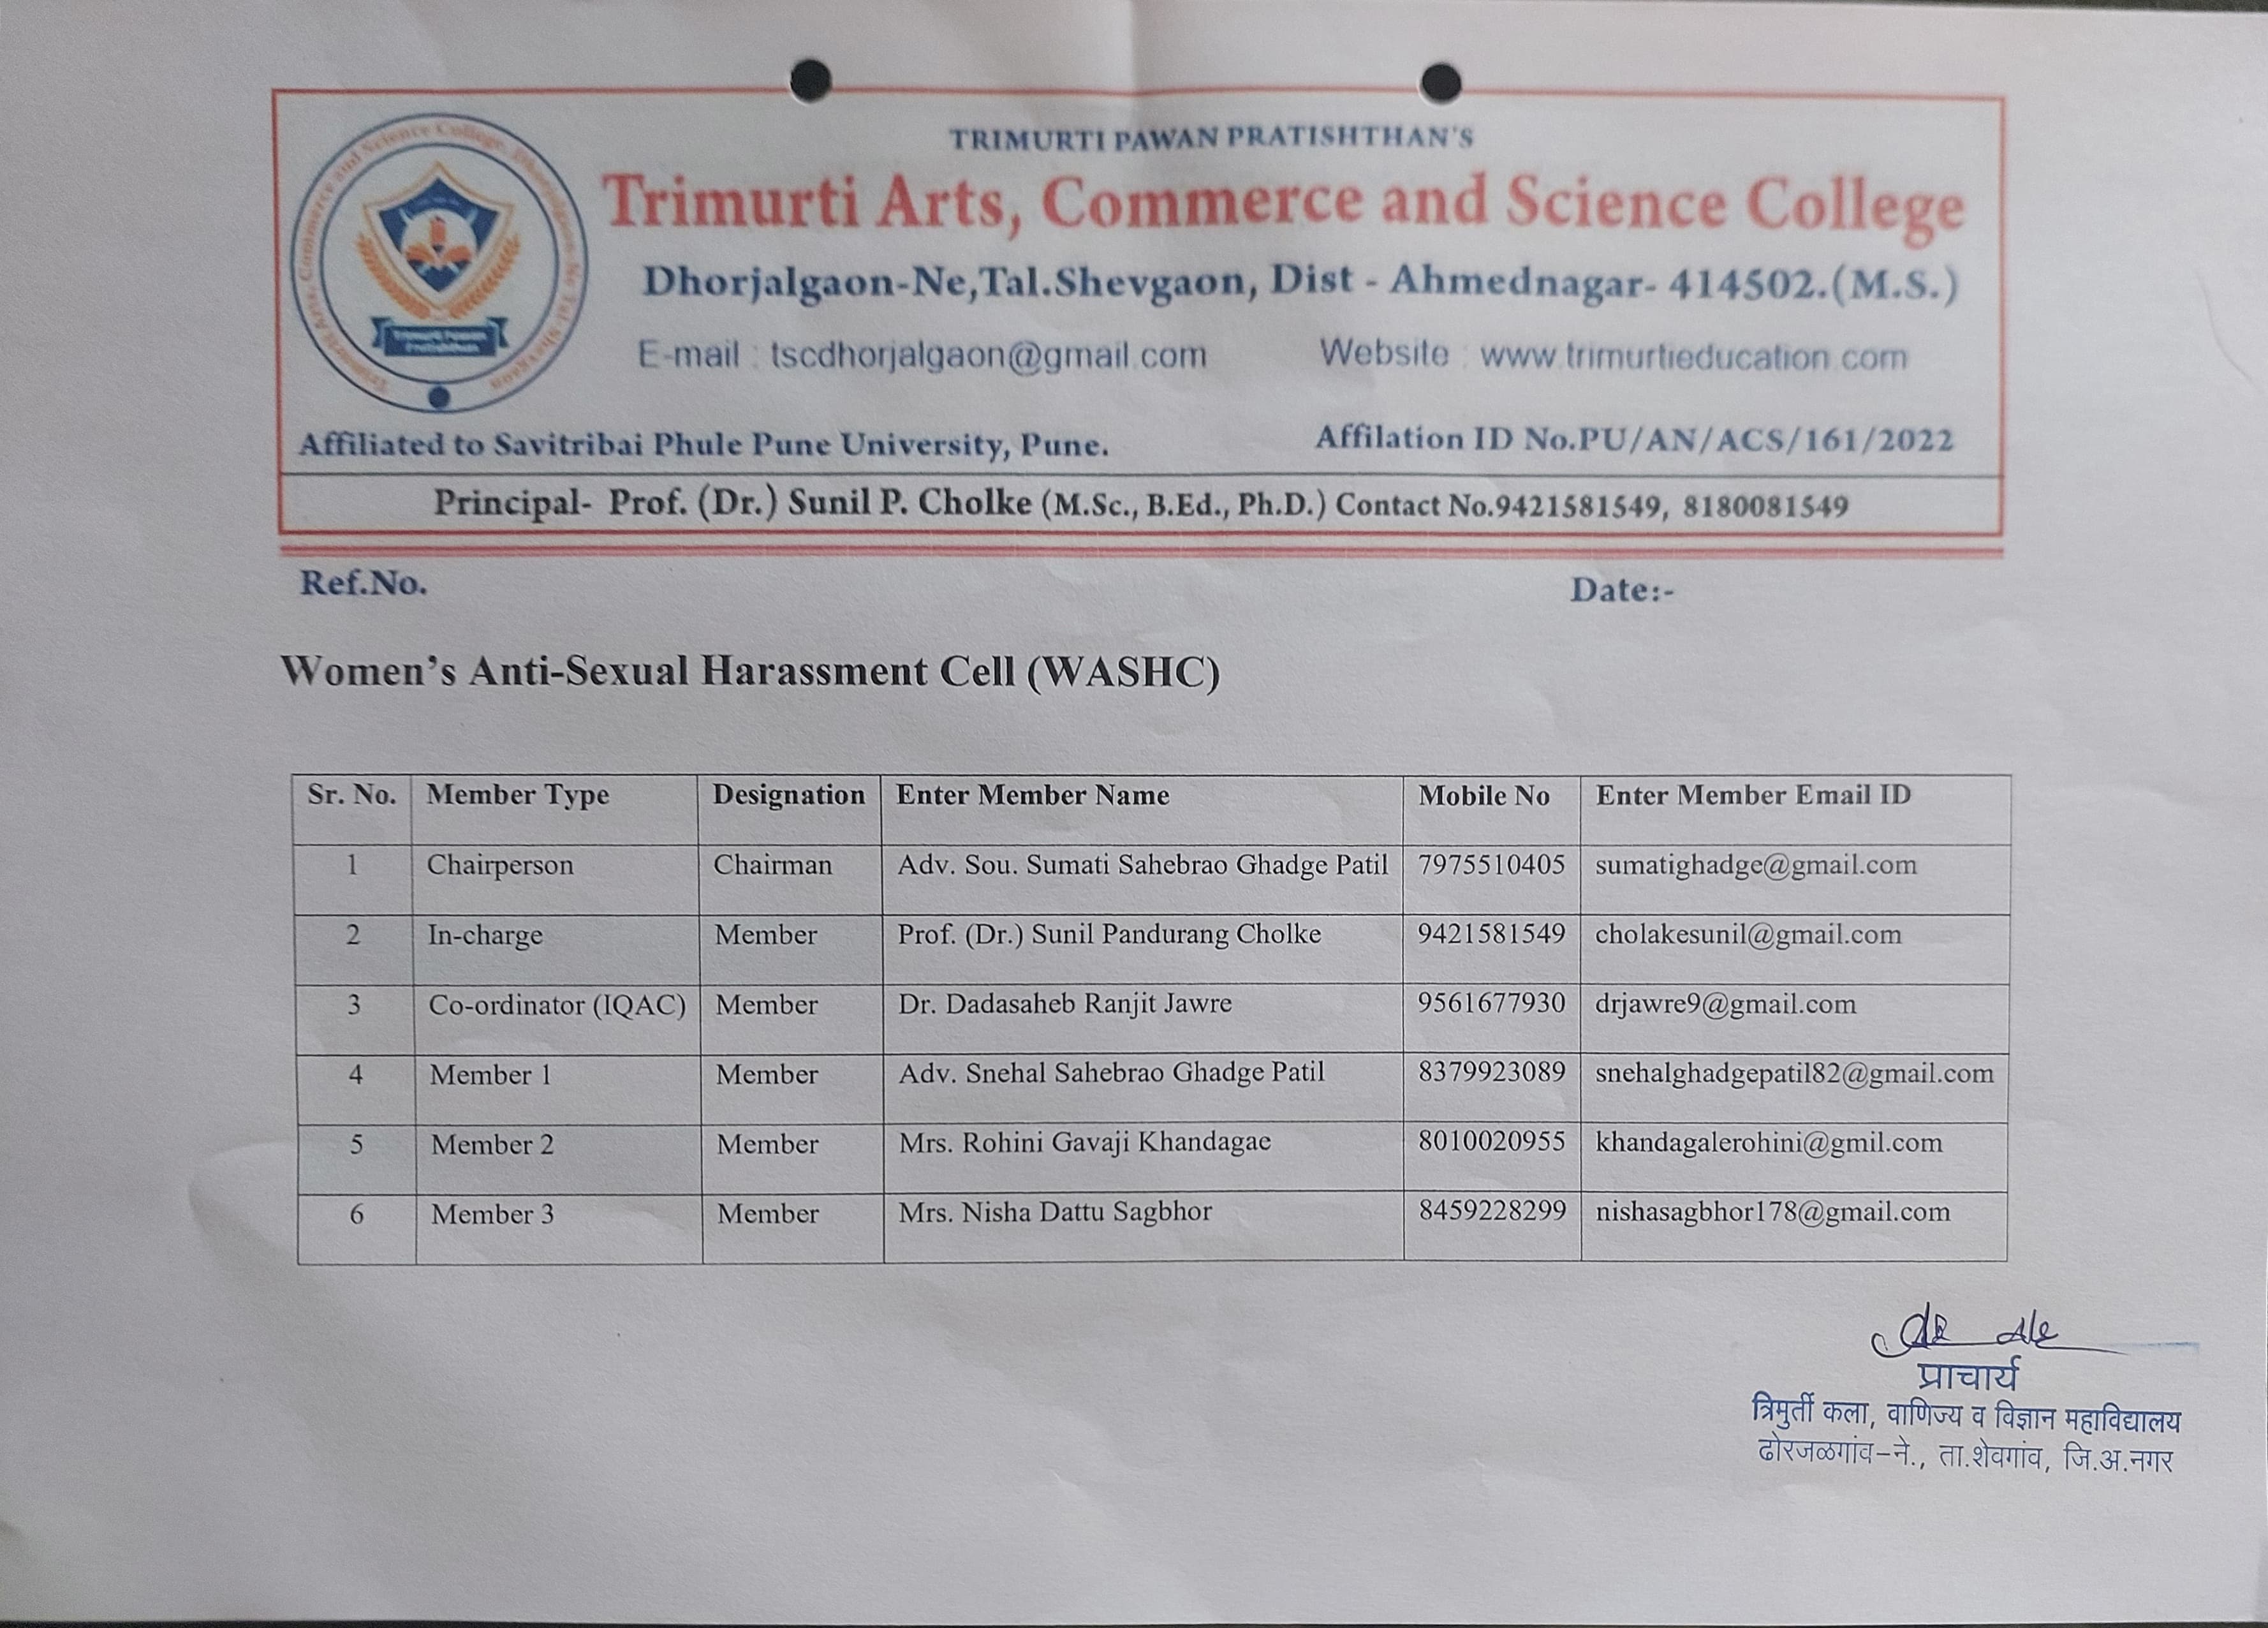 TRIMURTI PAWAN PRATISHTHAN'S
Trimurti Arts, Commerce and Science College
Dhorjalgaon-Ne,Tal.Shevgaon, Dist - Ahmednagar- 414502.(M.S.)
E-mail : tscdhorjalgaon@gmail.com Website : www.trimurtieducation.com
Affiliated to Savitribai Phule Pune University, Pune. Affilation ID No.PU/AN/ACS/161/2022
Principal- Prof. (Dr.) Sunil P. Cholke (M.Sc., B.Ed., Ph.D.) Contact No.9421581549, 8180081549
Ref.No. Date:-
Women's Anti-Sexual Harassment Cell (WASHC)
Sr. No. Member Type Designation Enter Member Name Mobile No Enter Member Email ID
1 Chairperson Chairman Adv. Sou. Sumati Sahebrao Ghadge Patil 7975510405 sumatighadge@gmail.com
2 In-charge Member Prof. (Dr.) Sunil Pandurang Cholke 9421581549 cholakesunil@gmail.com
3 Co-ordinator (IQAC) Member Dr. Dadasaheb Ranjit Jawre 9561677930 drjawre9@gmail.com
4 Member 1 Member Adv. Snehal Sahebrao Ghadge Patil 8379923089 snehalghadgepatil82@gmail.com
5 Member 2 Member Mrs. Rohini Gavaji Khandagae 8010020955 khandagalerohini@gmil.com
6 Member 3 Member Mrs. Nisha Dattu Sagbhor 8459228299 nishasagbhor178@gmail.com
प्राचार्य
त्रिमुर्ती कला, वाणिज्य व विज्ञान महाविद्यालय
ढोरजळगांव-ने., ता.शेवगांव, जि.अ.नगर